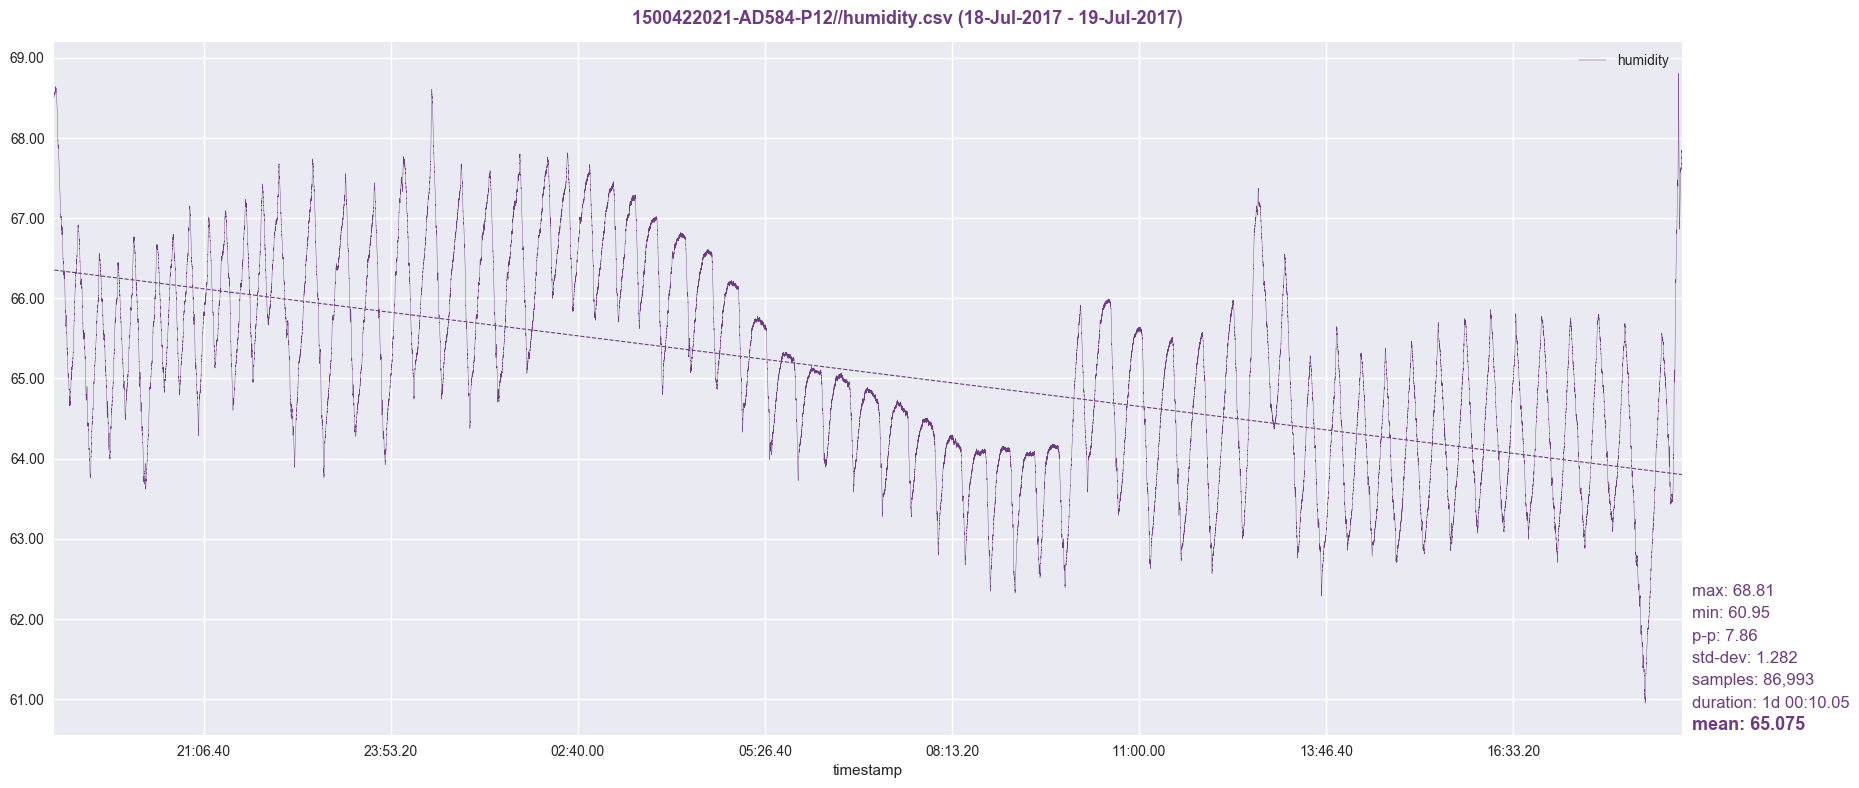 1500422021-AD584-P12//humidity.csv (18-Jul-2017 - 19-Jul-2017)
humidity
69.00
68.00
67.00
66.00
65.00
64.00
63.00
62.00
61.00
max: 68.81
min: 60.95
p-p: 7.86
std-dev: 1.282
samples: 86,993
duration: 1d 00:10.05
mean: 65.075
21:06.40 23:53.20 02:40.00 05:26.40 08:13.20 11:00.00 13:46.40 16:33.20
timestamp